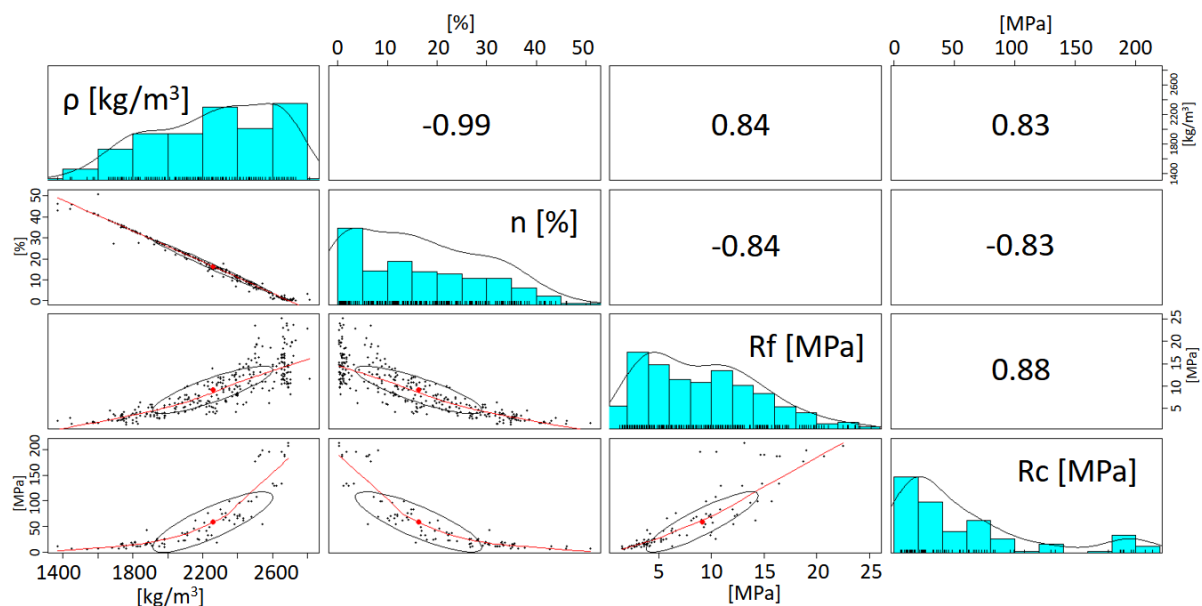 [%]
[MPa]
0 10 20 30 40 50
0 50 100 150 200
ρ [kg/m³]
-0.99
0.84
0.83
1400 1800 2200 2600
[kg/m³]
0 10 20 30 40 50
[%]
n [%]
-0.84
-0.83
Rf [MPa]
0.88
5 10 15 20 25
[MPa]
0 50 100 150 200
[MPa]
Rc [MPa]
1400 1800 2200 2600
[kg/m³]
5 10 15 20 25
[MPa]